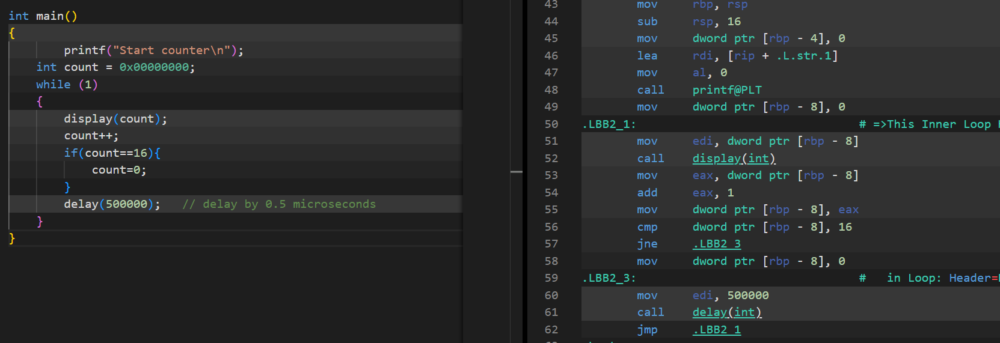 int main()
{
printf("Start counter\n");
int count = 0x00000000;
while (1)
{
display(count);
count++;
if(count==16){
count=0;
}
delay(500000);   // delay by 0.5 microseconds
}
}
43 mov rbp, rsp
44 sub rsp, 16
45 mov dword ptr [rbp - 4], 0
46 lea rdi, [rip + .L.str.1]
47 mov al, 0
48 call printf@PLT
49 mov dword ptr [rbp - 8], 0
50 .LBB2_1: # =>This Inner Loop
51 mov edi, dword ptr [rbp - 8]
52 call display(int)
53 mov eax, dword ptr [rbp - 8]
54 add eax, 1
55 mov dword ptr [rbp - 8], eax
56 cmp dword ptr [rbp - 8], 16
57 jne .LBB2_3
58 mov dword ptr [rbp - 8], 0
59 .LBB2_3: #   in Loop: Header=
60 mov edi, 500000
61 call delay(int)
62 jmp .LBB2_1